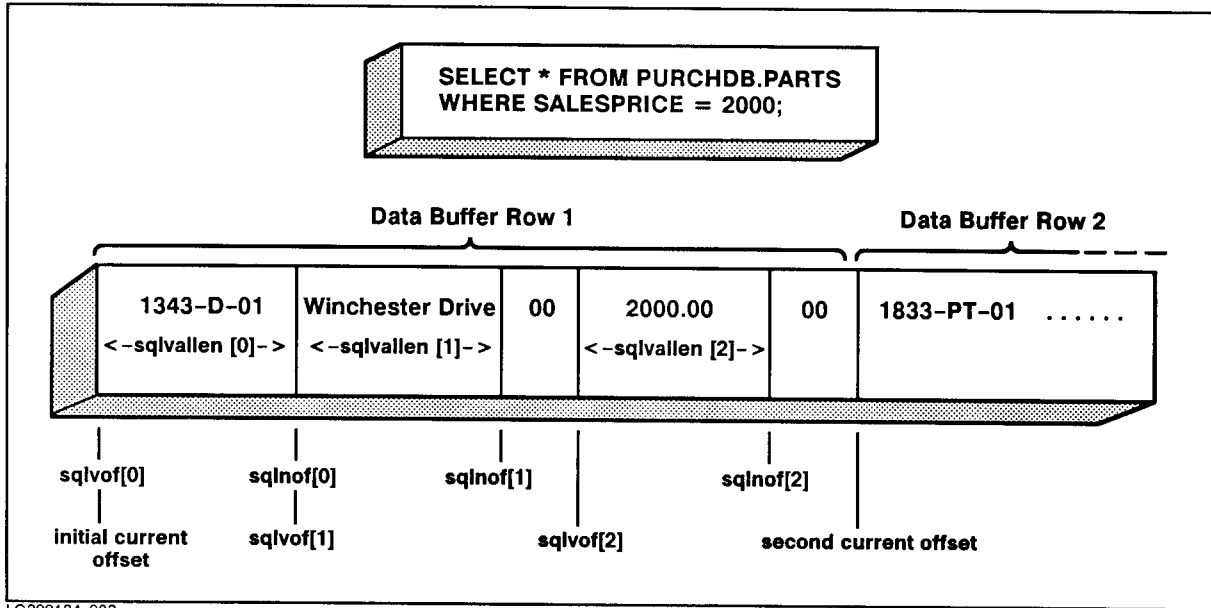 SELECT * FROM PURCHDB.PARTS
WHERE SALESPRICE = 2000;
Data Buffer Row 1
Data Buffer Row 2
1343-D-01
Winchester Drive
00
2000.00
00
1833-PT-01 ......
<-sqlvallen [0]->
<-sqlvallen [1]->
<-sqlvallen [2]->
sqlvof[0]
sqlnof[0]
sqlnof[1]
sqlnof[2]
initial current
offset
sqlvof[1]
sqlvof[2]
second current offset